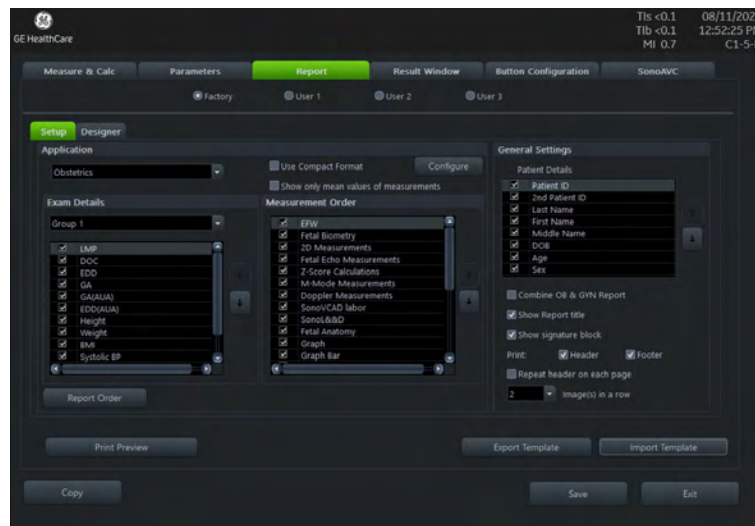 GE HealthCare
TIs <0.1 08/11/202
TIb <0.1 12:52:25 P
MI 0.7 C1-5-
Measure & Calc Parameters Report Result Window Button Configuration SonoAVC
Factory User 1 User 2 User 3
Setup Designer
Application
Obstetrics
Use Compact Format
Configure
Show only mean values of measurements
Exam Details
Group 1
LMP
DOC
EDD
GA
GA(AUA)
EDD(AUA)
Height
Weight
BMI
Systolic BP
Report Order
Measurement Order
EFW
Fetal Biometry
2D Measurements
Fetal Echo Measurements
Z-Score Calculations
M-Mode Measurements
Doppler Measurements
SonoVCAD labor
SonoL&D
Fetal Anatomy
Graph
Graph Bar
General Settings
Patient Details
Patient ID
2nd Patient ID
Last Name
First Name
Middle Name
DOB
Age
Sex
Combine OB & GYN Report
Show Report title
Show signature block
Print: Header Footer
Repeat header on each page
2 image(s) in a row
Print Preview Export Template Import Template
Copy Save Exit